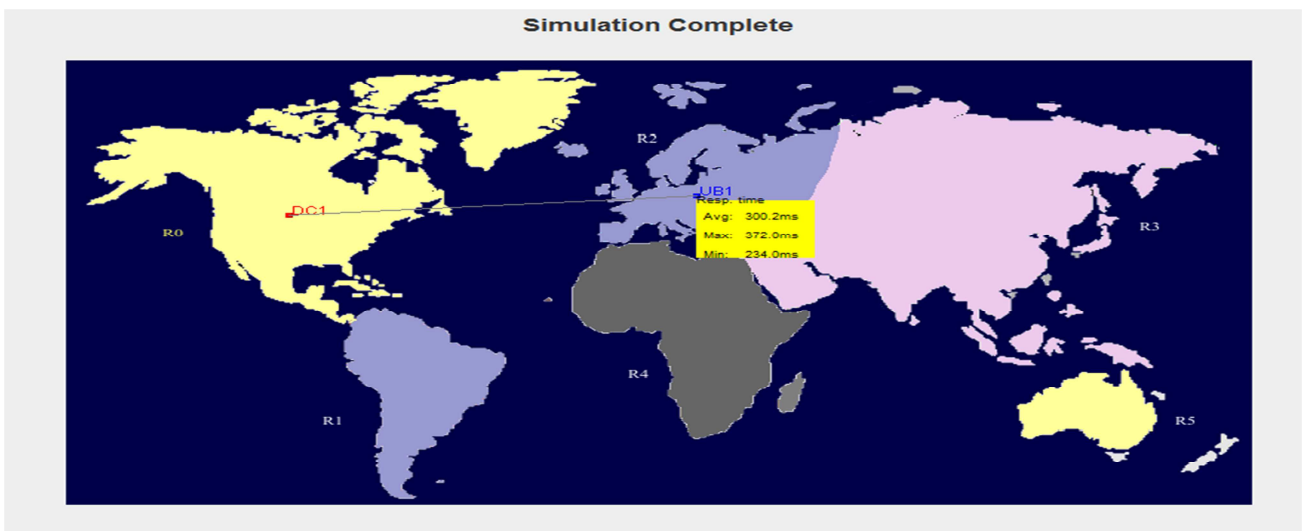 Simulation Complete
R2
UB1
DC1
Resp. time
Avg: 300.2ms
Max: 372.0ms
Min: 234.0ms
R0
R3
R4
R1
R5